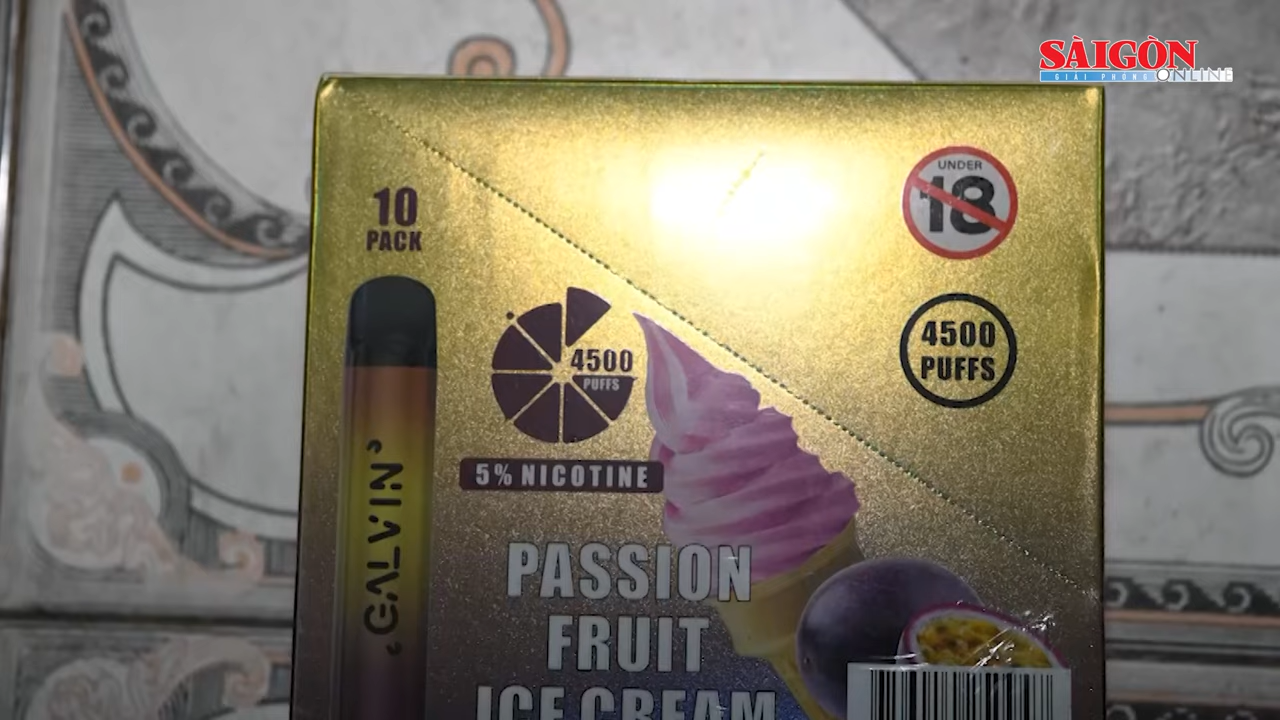 SÀIGÒN
GIẢI PHÓNG ONLINE
UNDER
18
10
PACK
4500
PUFFS
4500
PUFFS
5% NICOTINE
GALVIN
PASSION
FRUIT
ICE CREAM